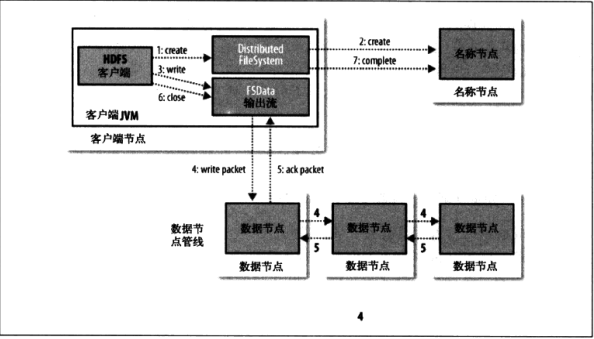 HDFS
客户端
1: create
3: write
6: close
Distributed
FileSystem
FSData
输出流
2: create
7: complete
名称节点
名称节点
客户端 JVM
客户端节点
4: write packet
5: ack packet
数据节
点管线
数据节点
4
5
数据节点
4
5
数据节点
数据节点
数据节点
数据节点
4